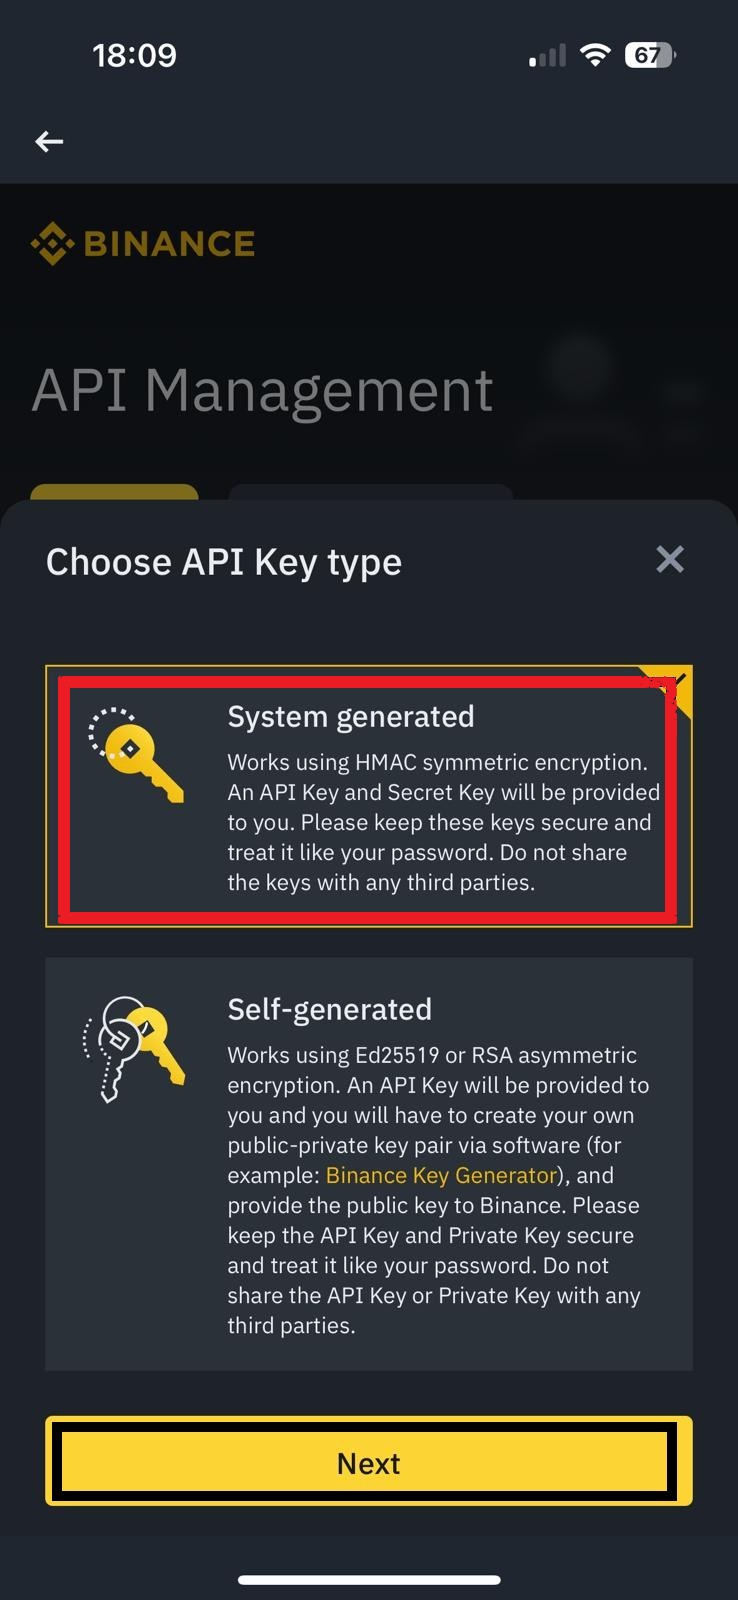 18:09
67
BINANCE
API Management
Choose API Key type
System generated
Works using HMAC symmetric encryption.
An API Key and Secret Key will be provided
to you. Please keep these keys secure and
treat it like your password. Do not share
the keys with any third parties.
Self-generated
Works using Ed25519 or RSA asymmetric
encryption. An API Key will be provided to
you and you will have to create your own
public-private key pair via software (for
example: Binance Key Generator), and
provide the public key to Binance. Please
keep the API Key and Private Key secure
and treat it like your password. Do not
share the API Key or Private Key with any
third parties.
Next